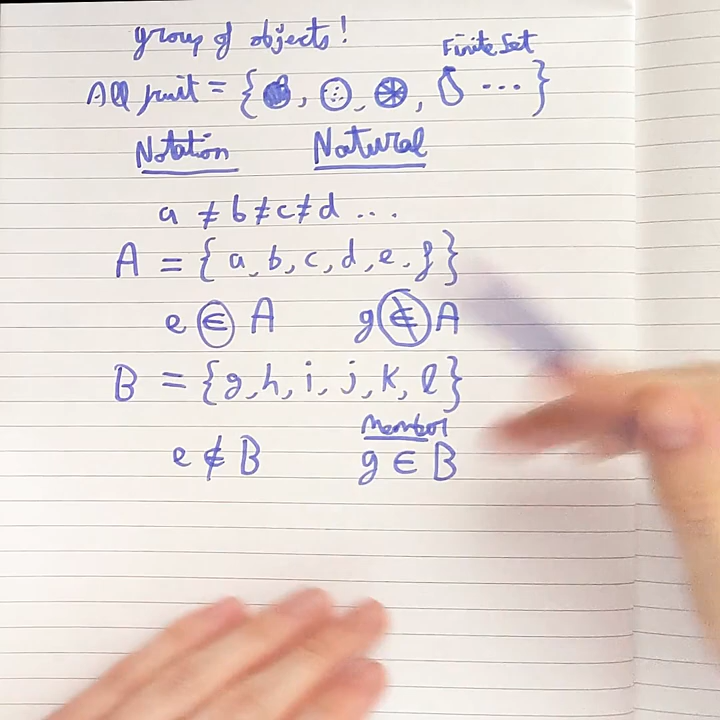 group of objects!
Finite Set
All fruit = { , , , ... }
Notation Natural
a ≠ b ≠ c ≠ d ...
A = { a, b, c, d, e, f }
e ∈ A g ∉ A
B = { g, h, i, j, k, l }
Member
e ∉ B g ∈ B